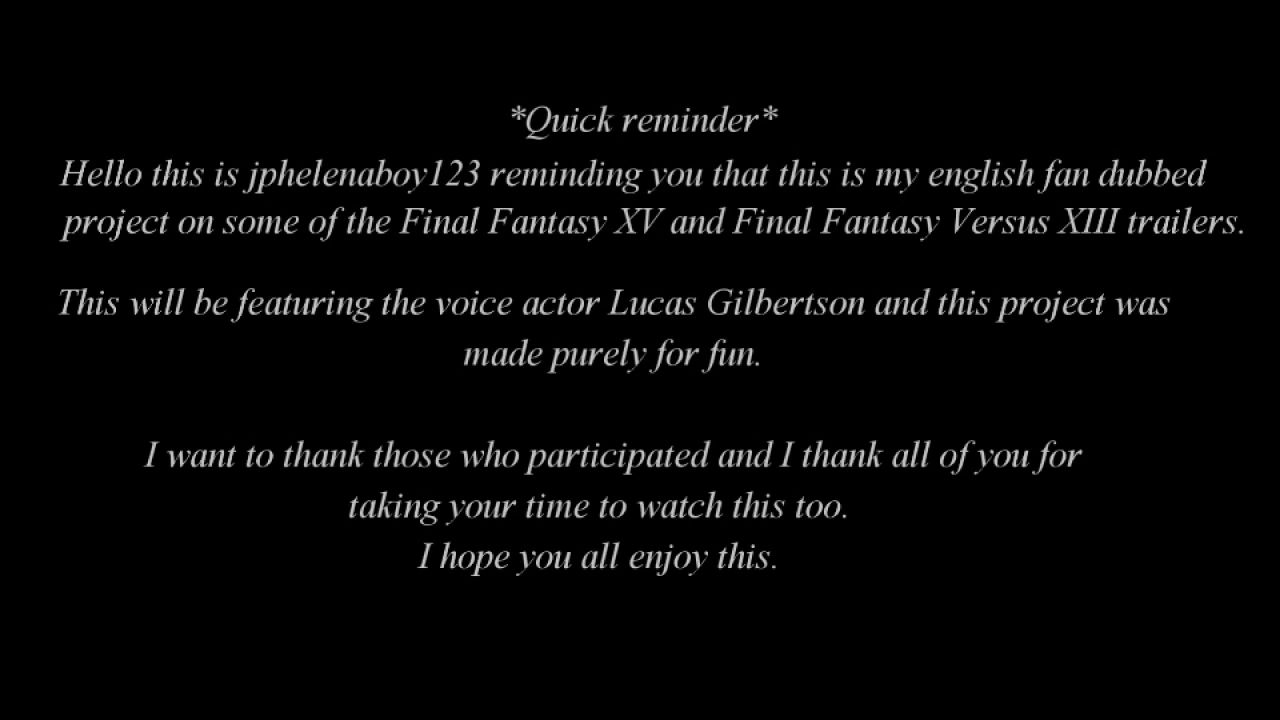 *Quick reminder*
Hello this is jphelenaboy123 reminding you that this is my english fan dubbed
project on some of the Final Fantasy XV and Final Fantasy Versus XIII trailers.
This will be featuring the voice actor Lucas Gilbertson and this project was
made purely for fun.
I want to thank those who participated and I thank all of you for
taking your time to watch this too.
I hope you all enjoy this.